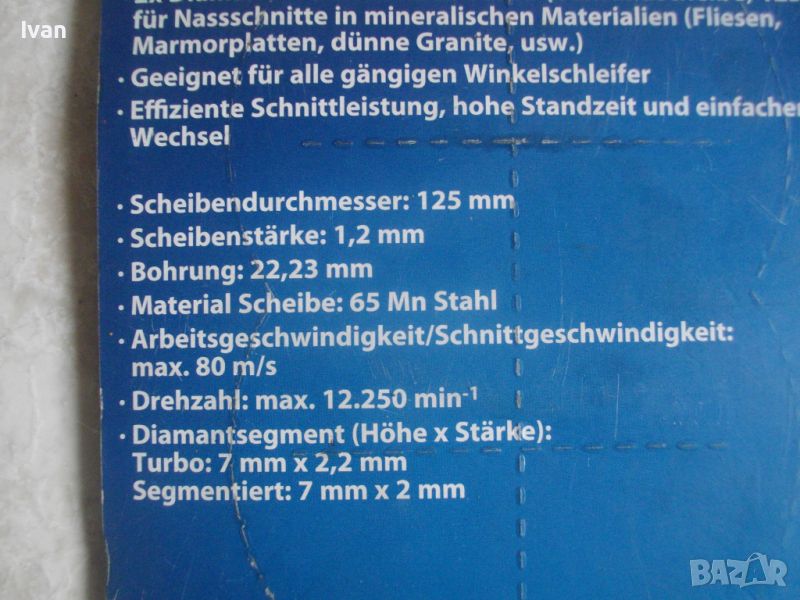 Ivan
für Nassschnitte in mineralischen Materialien (Fliesen,
Marmorplatten, dünne Granite, usw.)
· Geeignet für alle gängigen Winkelschleifer
· Effiziente Schnittleistung, hohe Standzeit und einfacher
Wechsel
· Scheibendurchmesser: 125 mm
· Scheibenstärke: 1,2 mm
· Bohrung: 22,23 mm
· Material Scheibe: 65 Mn Stahl
· Arbeitsgeschwindigkeit/Schnittgeschwindigkeit:
max. 80 m/s
· Drehzahl: max. 12.250 min⁻¹
· Diamantsegment (Höhe x Stärke):
Turbo: 7 mm x 2,2 mm
Segmentiert: 7 mm x 2 mm
BAZAR